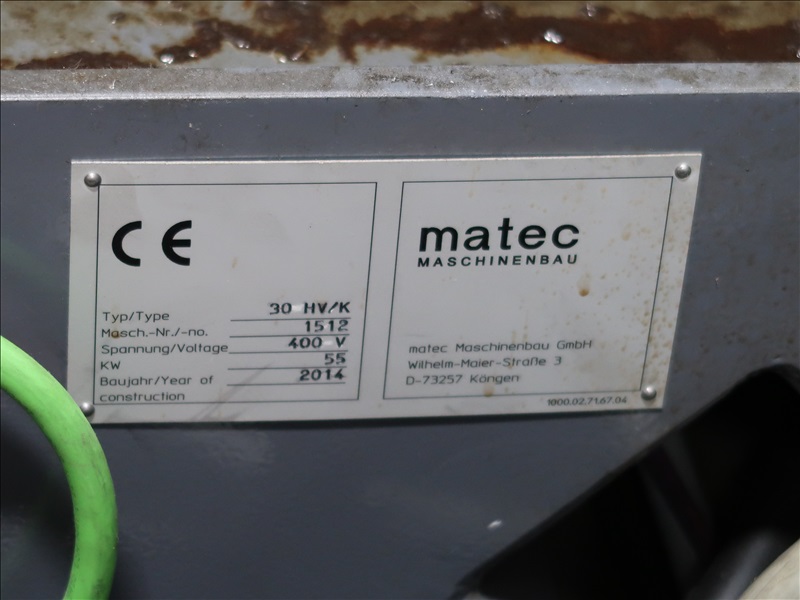 CE
Typ/Type 30 HV/K
Masch.-Nr./-no. 1512
Spannung/Voltage 400 V
KW 55
Baujahr/Year of 2014
construction
matec
MASCHINENBAU
matec Maschinenbau GmbH
Wilhelm-Maier-Straße 3
D-73257 Köngen
1000.02.71.67.04